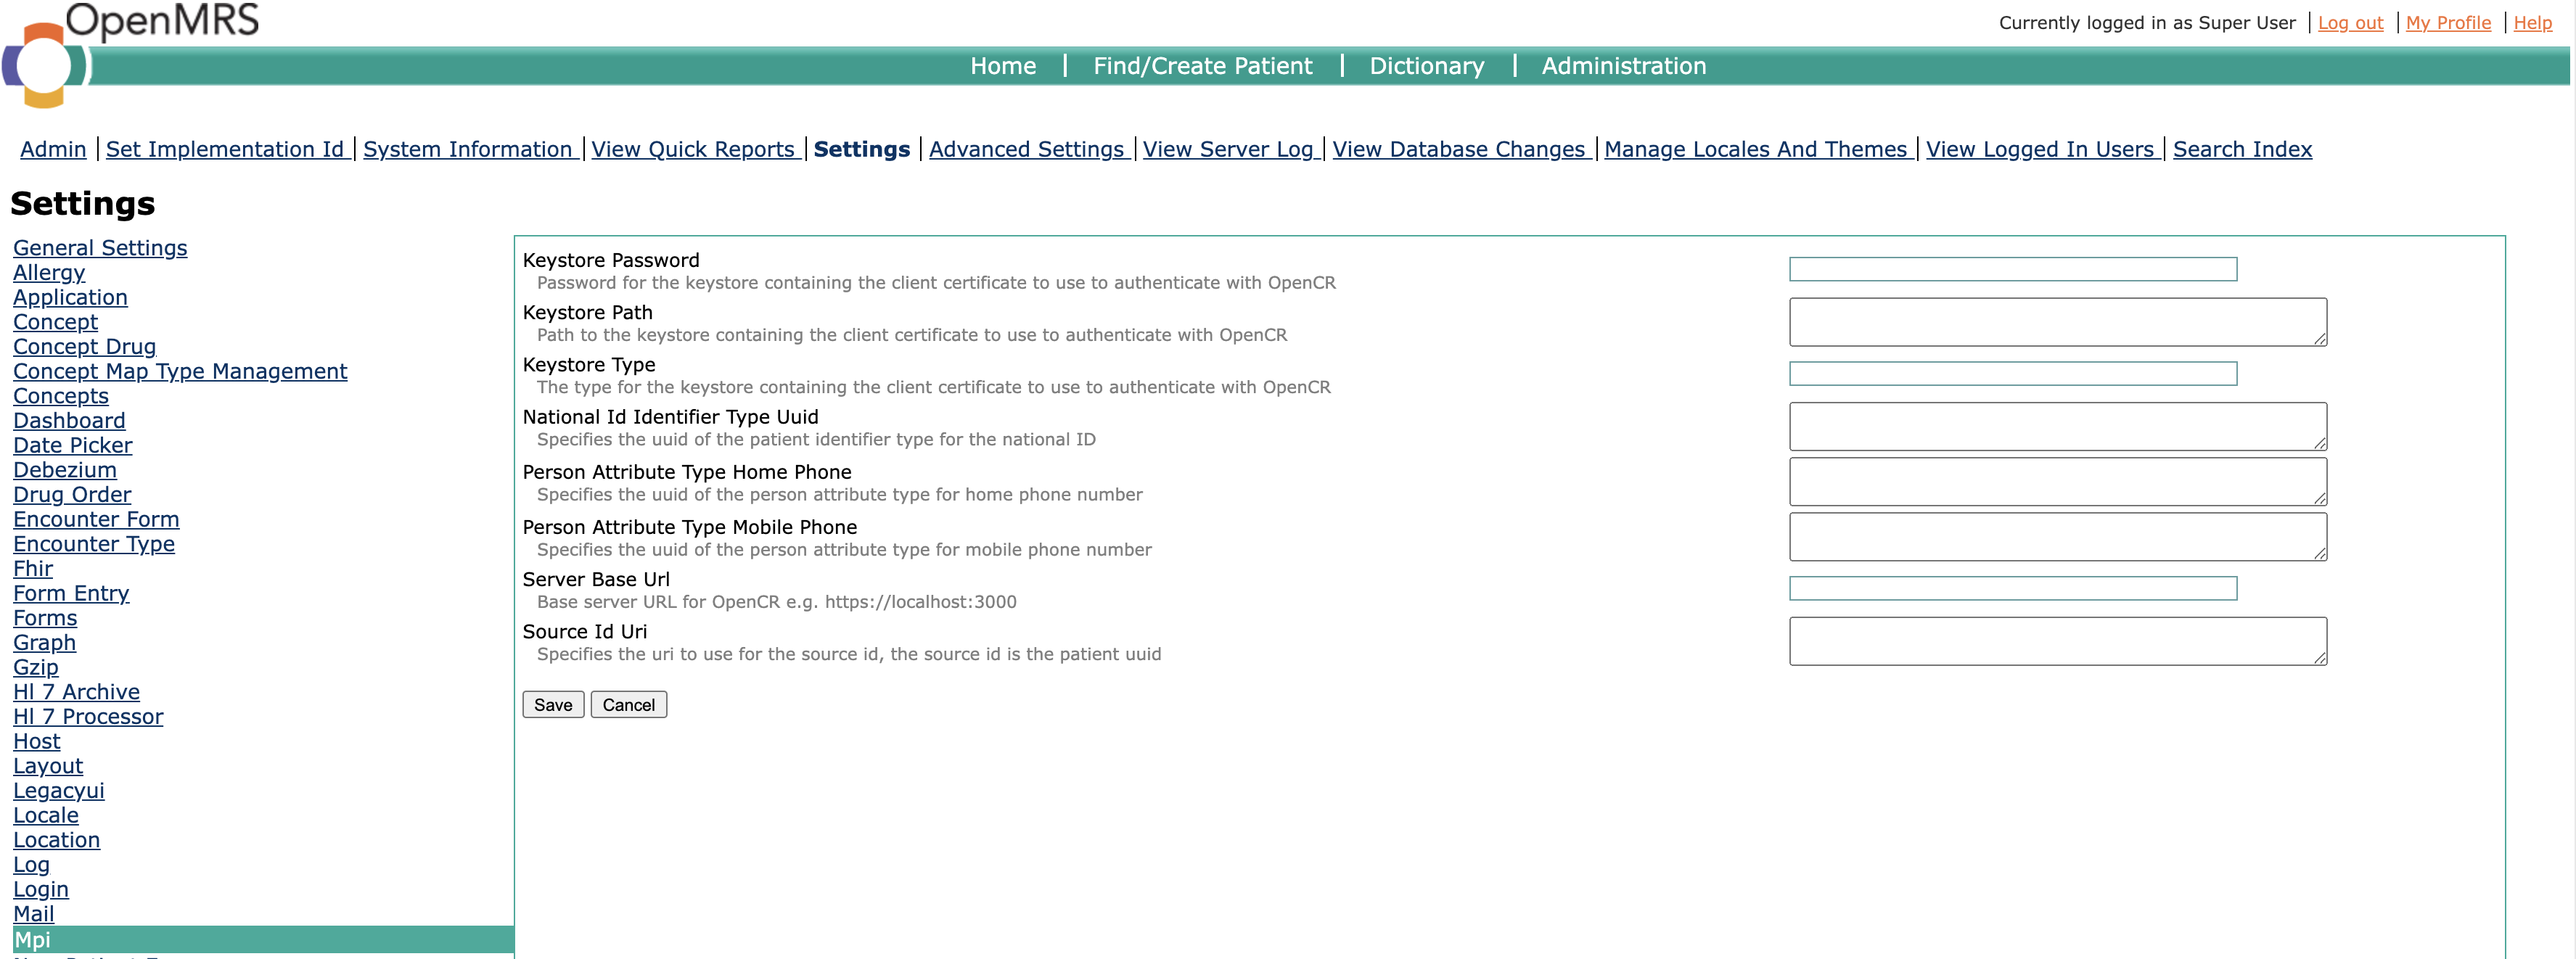 OpenMRS
Currently logged in as Super User | Log out | My Profile | Help
Home | Find/Create Patient | Dictionary | Administration
Admin | Set Implementation Id | System Information | View Quick Reports | Settings | Advanced Settings | View Server Log | View Database Changes | Manage Locales And Themes | View Logged In Users | Search Index
Settings
General Settings
Allergy
Application
Concept
Concept Drug
Concept Map Type Management
Concepts
Dashboard
Date Picker
Debezium
Drug Order
Encounter Form
Encounter Type
Fhir
Form Entry
Forms
Graph
Gzip
Hl 7 Archive
Hl 7 Processor
Host
Layout
Legacyui
Locale
Location
Log
Login
Mail
Mpi
Keystore Password
Password for the keystore containing the client certificate to use to authenticate with OpenCR
Keystore Path
Path to the keystore containing the client certificate to use to authenticate with OpenCR
Keystore Type
The type for the keystore containing the client certificate to use to authenticate with OpenCR
National Id Identifier Type Uuid
Specifies the uuid of the patient identifier type for the national ID
Person Attribute Type Home Phone
Specifies the uuid of the person attribute type for home phone number
Person Attribute Type Mobile Phone
Specifies the uuid of the person attribute type for mobile phone number
Server Base Url
Base server URL for OpenCR e.g. https://localhost:3000
Source Id Uri
Specifies the uri to use for the source id, the source id is the patient uuid
Save Cancel